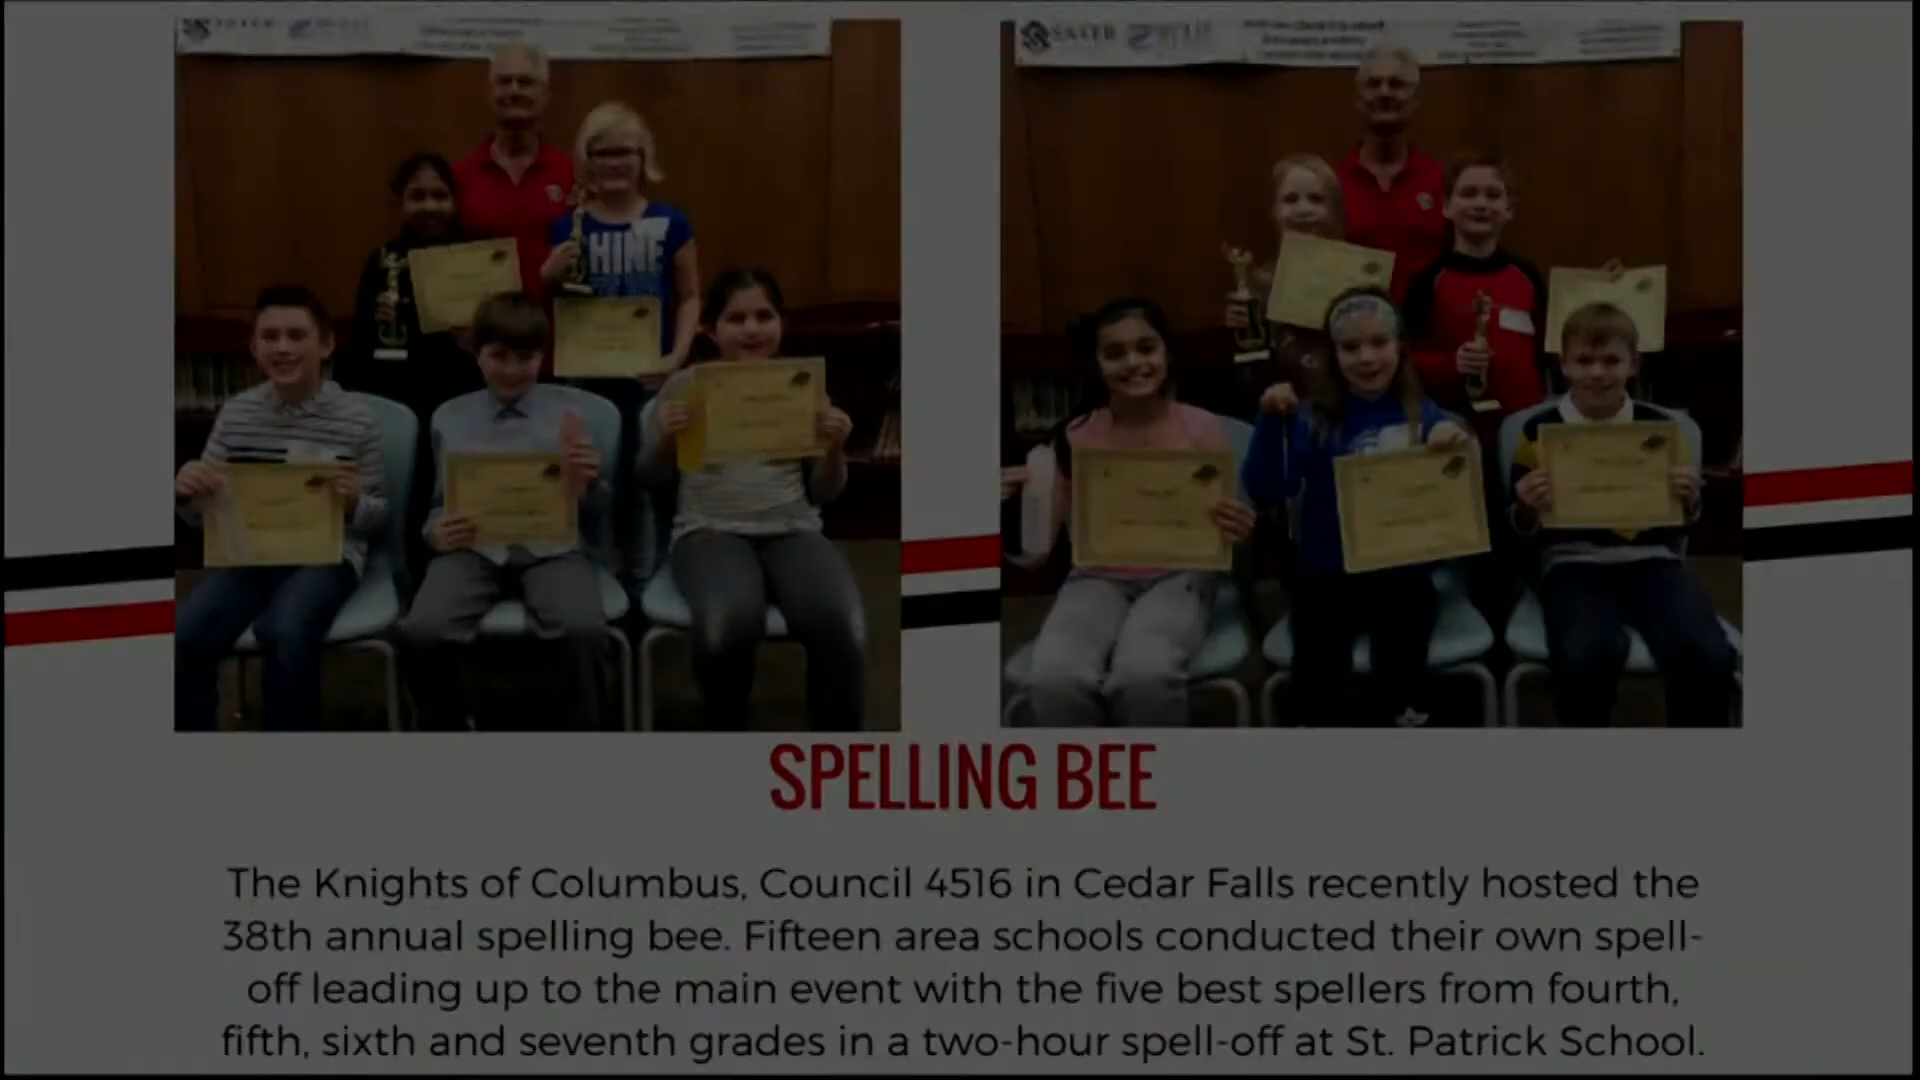 SAYER
HINE
SPELLING BEE
The Knights of Columbus, Council 4516 in Cedar Falls recently hosted the
38th annual spelling bee. Fifteen area schools conducted their own spell-
off leading up to the main event with the five best spellers from fourth,
fifth, sixth and seventh grades in a two-hour spell-off at St. Patrick School.